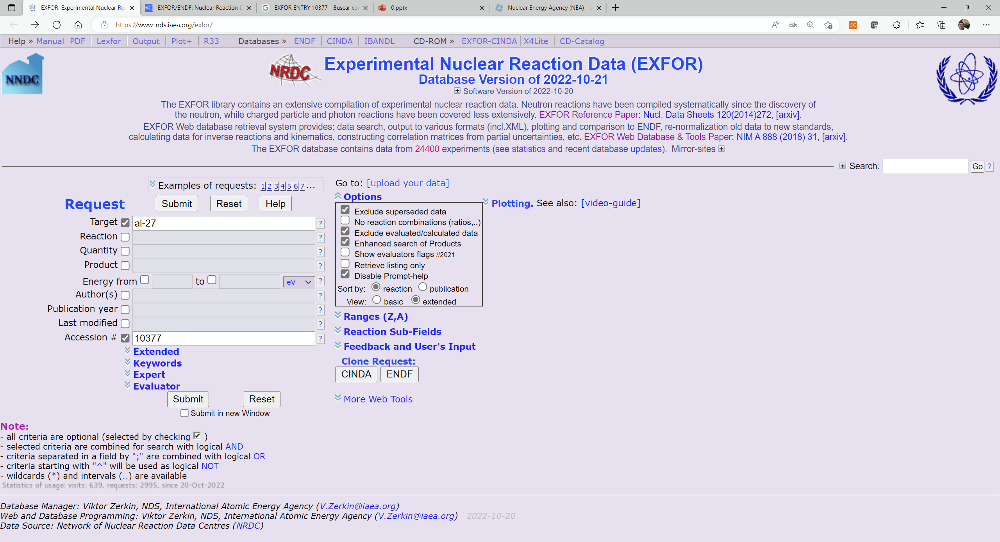 EXFOR: Experimental Nuclear Rea
EXFOR/ENDF: Nuclear Reaction D
EXFOR ENTRY 10377 - Buscar co
0.pptx
Nuclear Energy Agency (NEA) - J
https://www-nds.iaea.org/exfor/
Help » Manual PDF Lexfor Output Plot+ R33 Databases » ENDF CINDA IBANDL CD-ROM » EXFOR-CINDA X4Lite CD-Catalog
NNDC
NRDC
Experimental Nuclear Reaction Data (EXFOR)
Database Version of 2022-10-21
Software Version of 2022-10-20
The EXFOR library contains an extensive compilation of experimental nuclear reaction data. Neutron reactions have been compiled systematically since the discovery of
the neutron, while charged particle and photon reactions have been covered less extensively. EXFOR Reference Paper: Nucl. Data Sheets 120(2014)272, [arxiv].
EXFOR Web database retrieval system provides: data search, output to various formats (incl.XML), plotting and comparison to ENDF, re-normalization old data to new standards,
calculating data for inverse reactions and kinematics, constructing correlation matrices from partial uncertainties, etc. EXFOR Web Database & Tools Paper: NIM A 888 (2018) 31, [arxiv].
The EXFOR database contains data from 24400 experiments (see statistics and recent database updates). Mirror-sites
Search: Go ?
Examples of requests: 1 2 3 4 5 6 7 ...
Request Submit Reset Help
Target al-27 ?
Reaction ?
Quantity ?
Product ?
Energy from to eV ?
Author(s) ?
Publication year ?
Last modified ?
Accession # 10377 ?
Extended
Keywords
Expert
Evaluator
Submit Reset
Submit in new Window
Go to: [upload your data]
Options
Exclude superseded data
No reaction combinations (ratios,..)
Exclude evaluated/calculated data
Enhanced search of Products
Show evaluators flags //2021
Retrieve listing only
Disable Prompt-help
Sort by: reaction publication
View: basic extended
Plotting. See also: [video-guide]
Ranges (Z,A)
Reaction Sub-Fields
Feedback and User's Input
Clone Request:
CINDA ENDF
More Web Tools
Note:
- all criteria are optional (selected by checking )
- selected criteria are combined for search with logical AND
- criteria separated in a field by ";" are combined with logical OR
- criteria starting with "^" will be used as logical NOT
- wildcards (*) and intervals (..) are available
Statistics of usage: visits: 639, requests: 2995, since 20-Oct-2022
Database Manager: Viktor Zerkin, NDS, International Atomic Energy Agency (V.Zerkin@iaea.org)
Web and Database Programming: Viktor Zerkin, NDS, International Atomic Energy Agency (V.Zerkin@iaea.org) 2022-10-20
Data Source: Network of Nuclear Reaction Data Centres (NRDC)